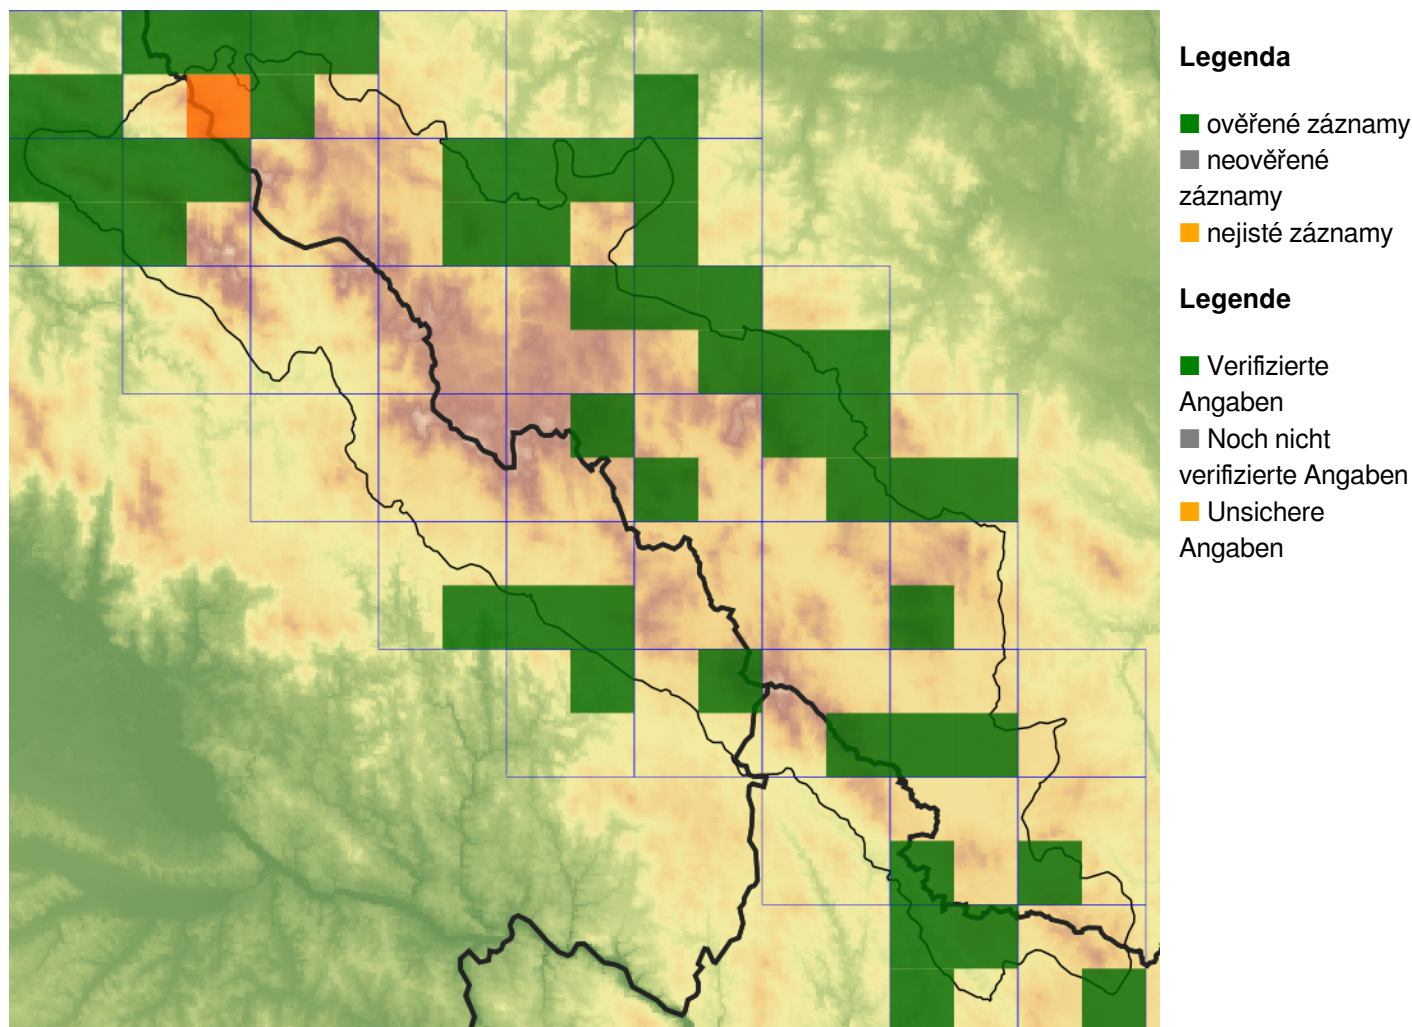 Legenda
ověřené záznamy
neověřené
záznamy
nejisté záznamy
Legende
Verifizierte
Angaben
Noch nicht
verifizierte Angaben
Unsichere
Angaben